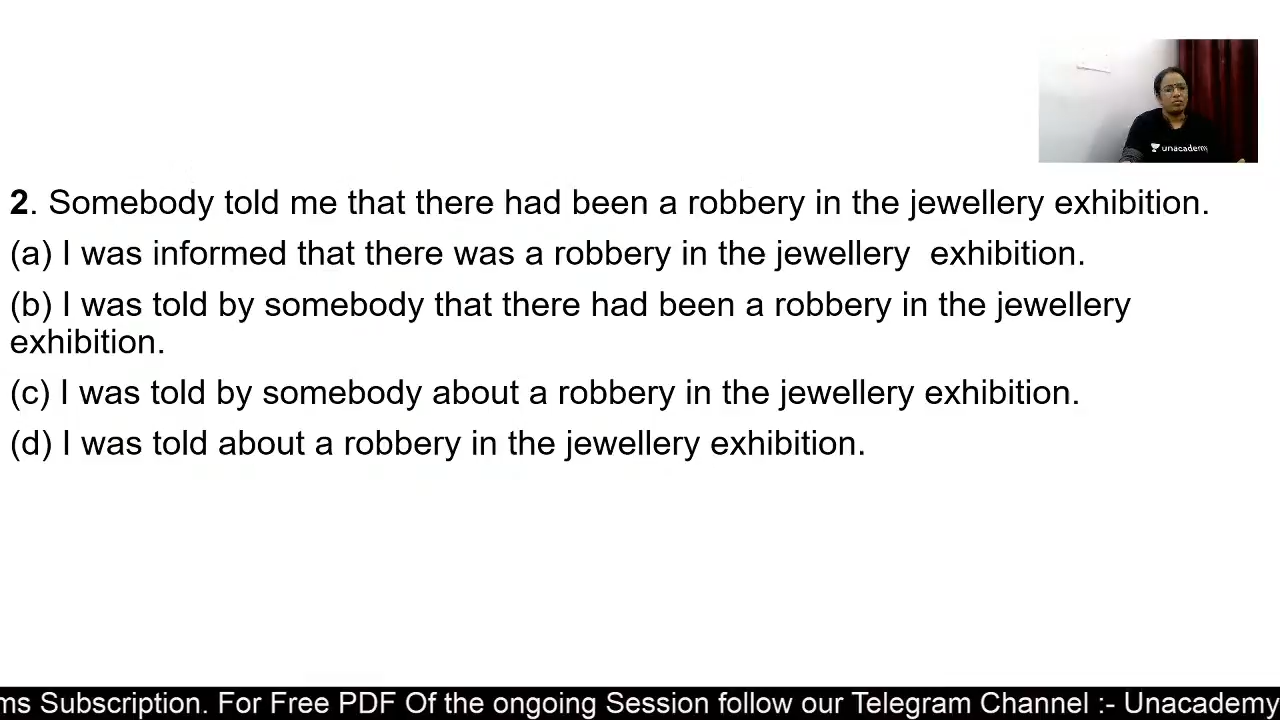 unacademy
2. Somebody told me that there had been a robbery in the jewellery exhibition.
(a) I was informed that there was a robbery in the jewellery  exhibition.
(b) I was told by somebody that there had been a robbery in the jewellery
exhibition.
(c) I was told by somebody about a robbery in the jewellery exhibition.
(d) I was told about a robbery in the jewellery exhibition.
ms Subscription. For Free PDF Of the ongoing Session follow our Telegram Channel :- Unacademy